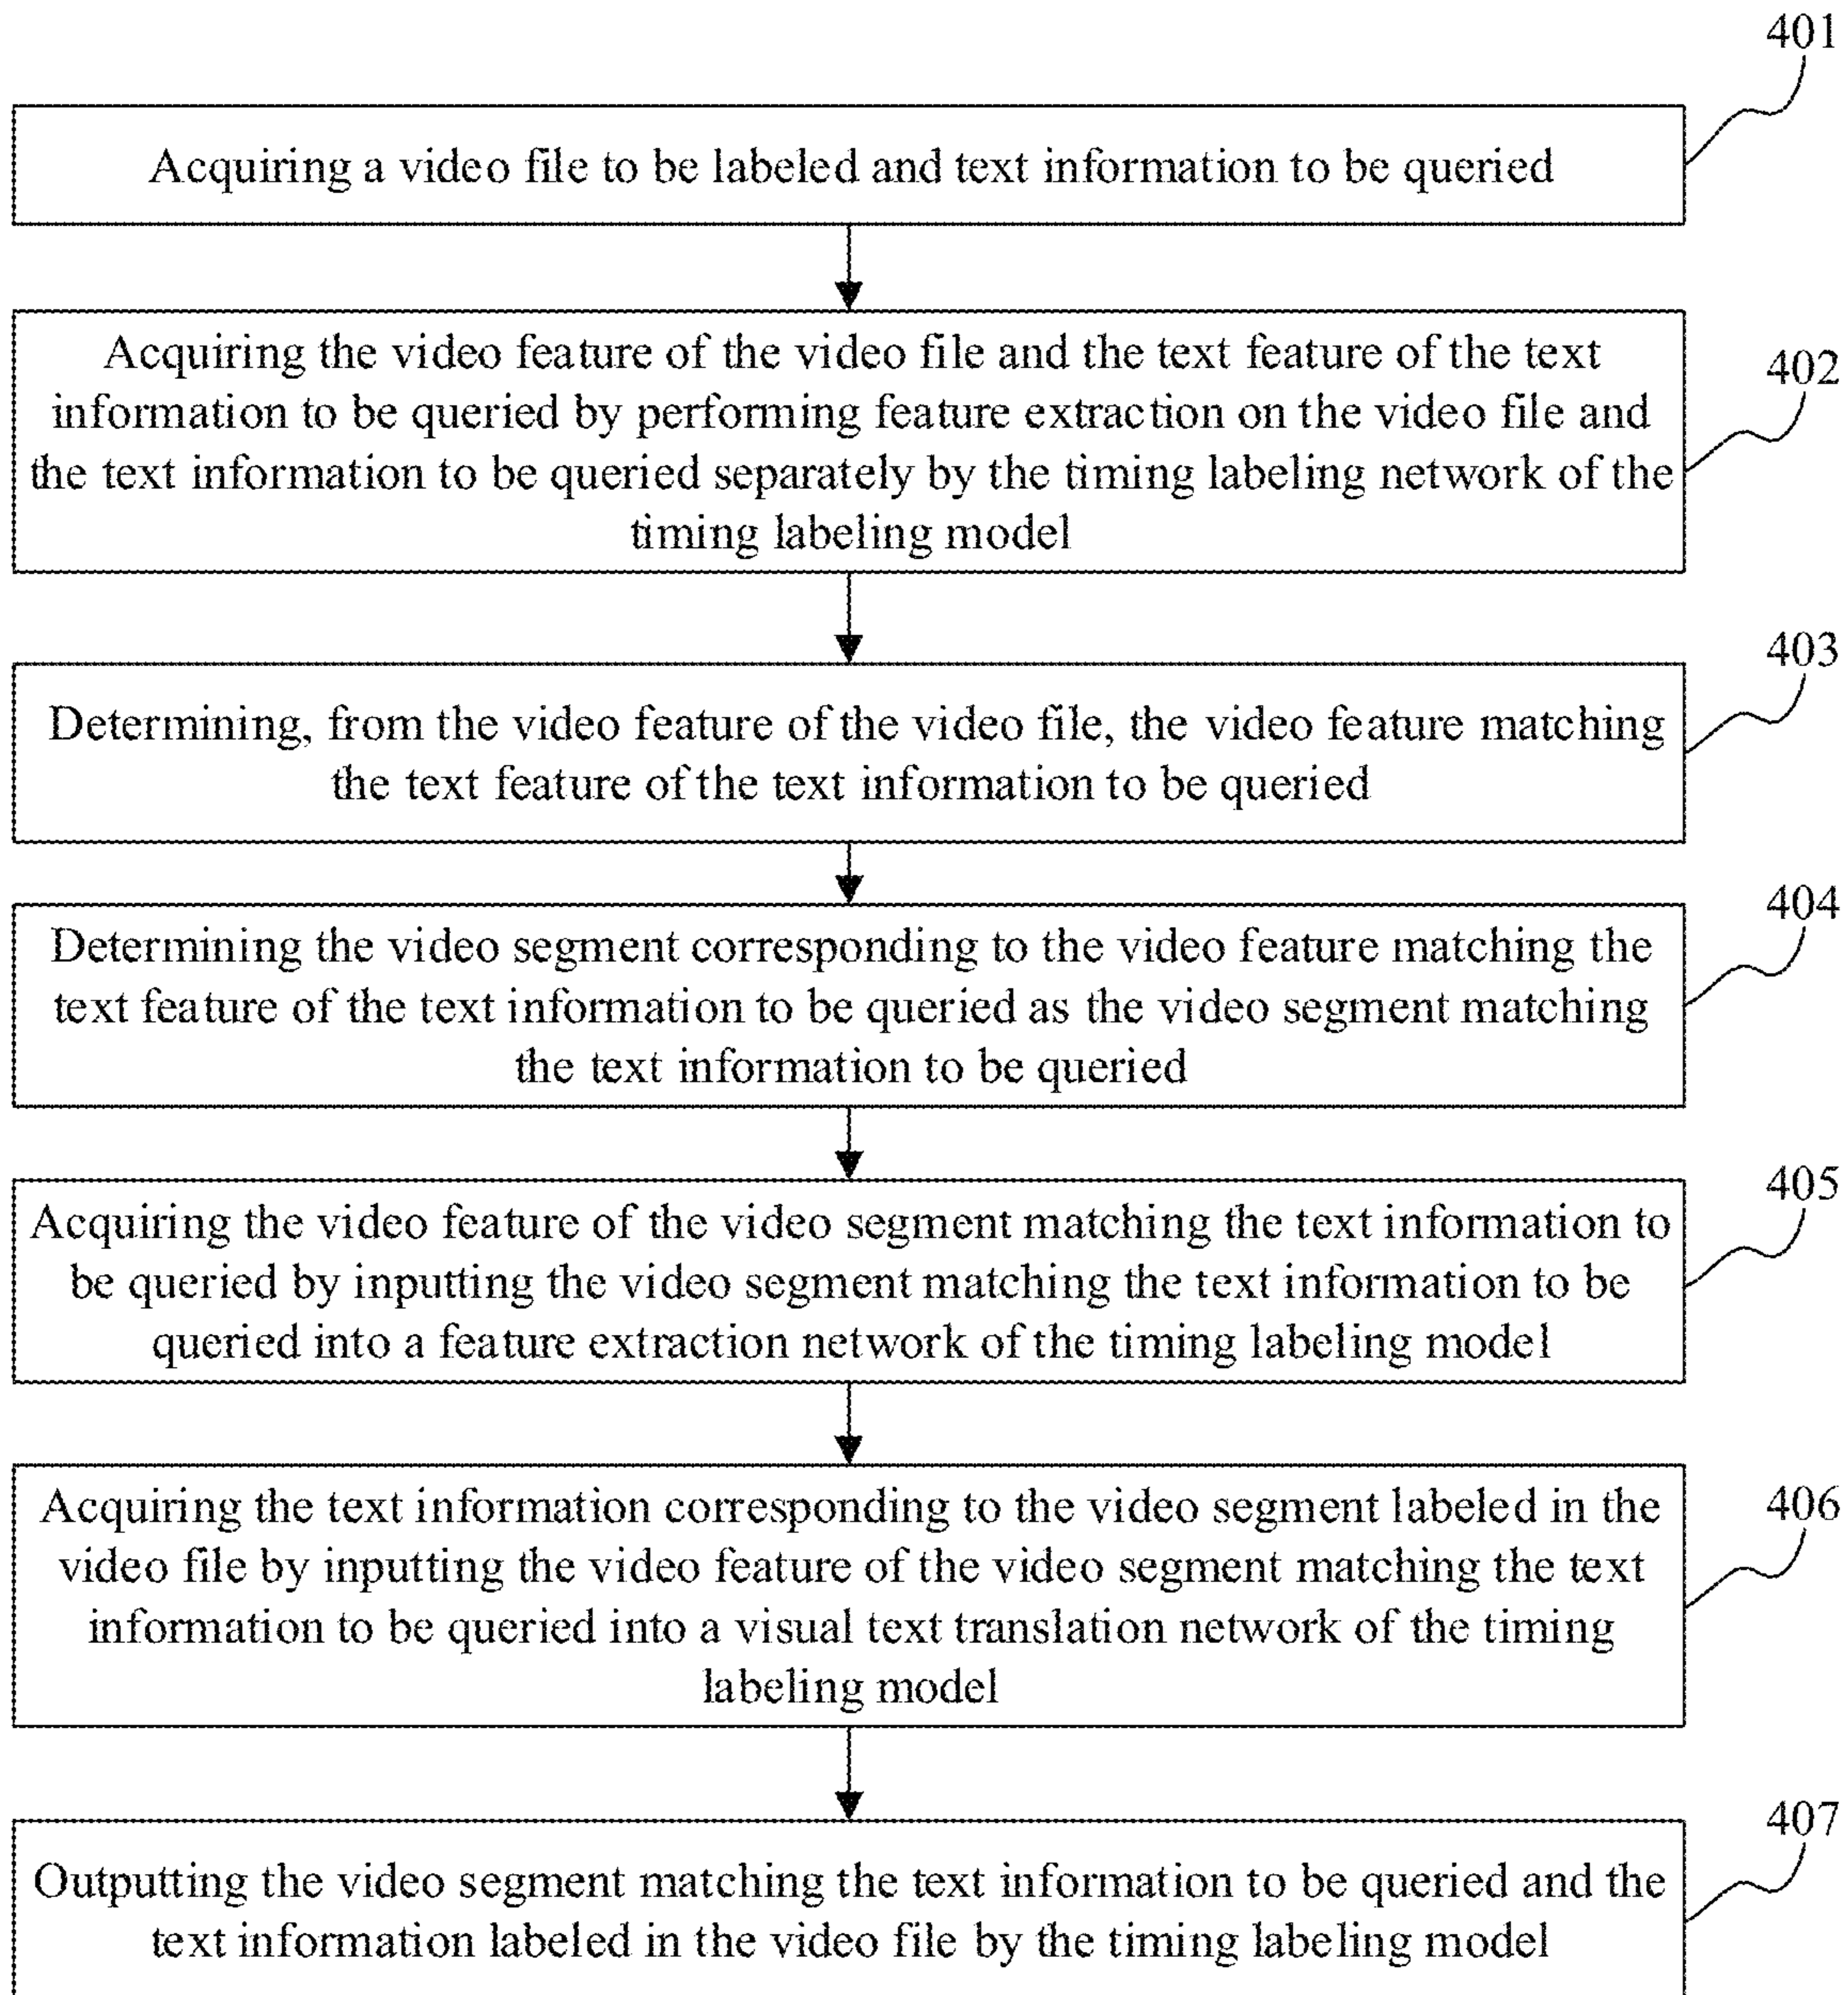 401
Acquiring a video file to be labeled and text information to be queried
402
Acquiring the video feature of the video file and the text feature of the text
information to be queried by performing feature extraction on the video file and
the text information to be queried separately by the timing labeling network of the
timing labeling model
403
Determining, from the video feature of the video file, the video feature matching
the text feature of the text information to be queried
404
Determining the video segment corresponding to the video feature matching the
text feature of the text information to be queried as the video segment matching
the text information to be queried
405
Acquiring the video feature of the video segment matching the text information to
be queried by inputting the video segment matching the text information to be
queried into a feature extraction network of the timing labeling model
406
Acquiring the text information corresponding to the video segment labeled in the
video file by inputting the video feature of the video segment matching the text
information to be queried into a visual text translation network of the timing
labeling model
407
Outputting the video segment matching the text information to be queried and the
text information labeled in the video file by the timing labeling model